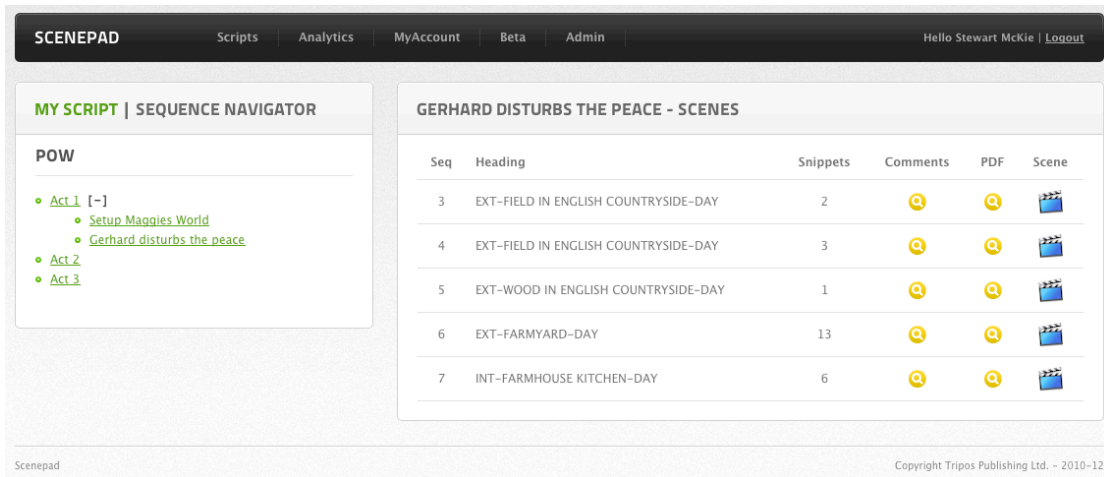 SCENEPAD Scripts Analytics MyAccount Beta Admin Hello Stewart McKie | Logout
MY SCRIPT | SEQUENCE NAVIGATOR
POW
Act 1 [-]
Setup Maggies World
Gerhard disturbs the peace
Act 2
Act 3
GERHARD DISTURBS THE PEACE - SCENES
Seq Heading Snippets Comments PDF Scene
3 EXT-FIELD IN ENGLISH COUNTRYSIDE-DAY 2
4 EXT-FIELD IN ENGLISH COUNTRYSIDE-DAY 3
5 EXT-WOOD IN ENGLISH COUNTRYSIDE-DAY 1
6 EXT-FARMYARD-DAY 13
7 INT-FARMHOUSE KITCHEN-DAY 6
Scenepad Copyright Tripos Publishing Ltd. - 2010-12